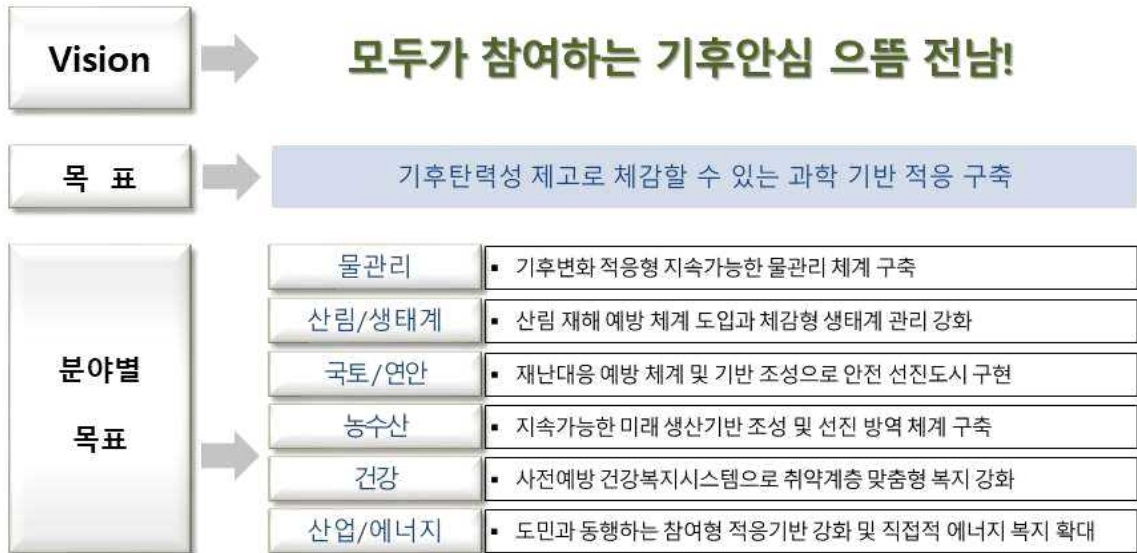 Vision
모두가 참여하는 기후안심 으뜸 전남!
목 표
기후탄력성 제고로 체감할 수 있는 과학 기반 적응 구축
분야별
목표
물관리
▪ 기후변화 적응형 지속가능한 물관리 체계 구축
산림/생태계
▪ 산림 재해 예방 체계 도입과 체감형 생태계 관리 강화
국토/연안
▪ 재난대응 예방 체계 및 기반 조성으로 안전 선진도시 구현
농수산
▪ 지속가능한 미래 생산기반 조성 및 선진 방역 체계 구축
건강
▪ 사전예방 건강복지시스템으로 취약계층 맞춤형 복지 강화
산업/에너지
▪ 도민과 동행하는 참여형 적응기반 강화 및 직접적 에너지 복지 확대